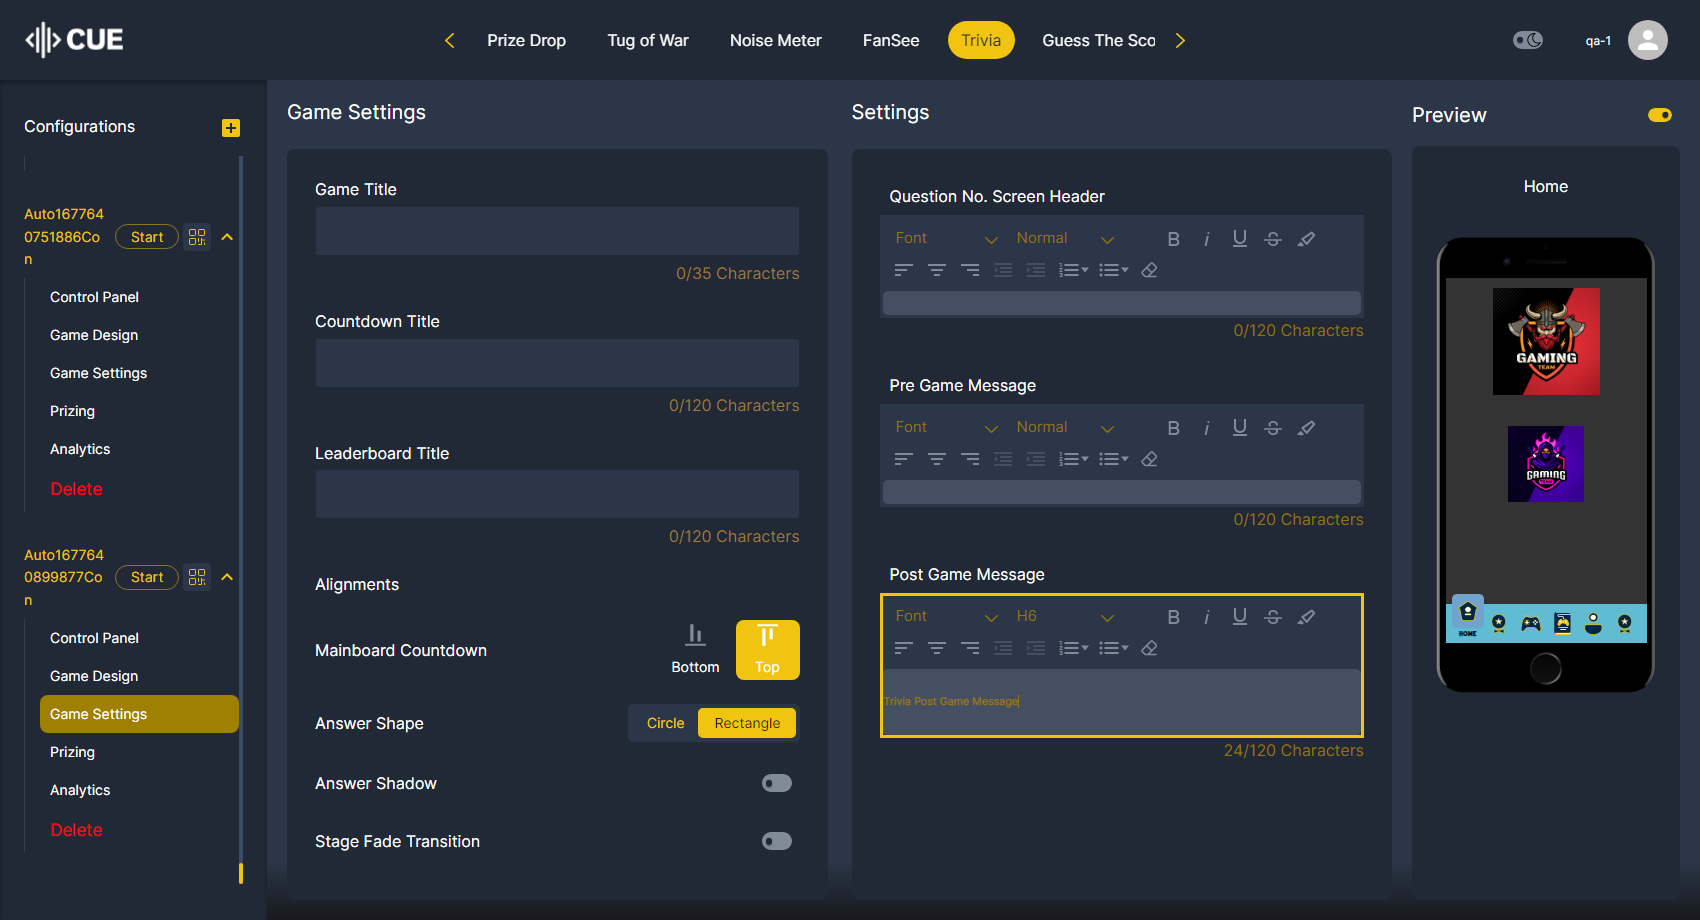 CUE
Prize Drop
Tug of War
Noise Meter
FanSee
Trivia
Guess The Sco
qa-1
Configurations
Auto167764
0751886Co
n
Start
Control Panel
Game Design
Game Settings
Prizing
Analytics
Delete
Auto167764
0899877Co
n
Start
Control Panel
Game Design
Game Settings
Prizing
Analytics
Delete
Game Settings
Game Title
0/35 Characters
Countdown Title
0/120 Characters
Leaderboard Title
0/120 Characters
Alignments
Mainboard Countdown
Bottom
Top
Answer Shape
Circle
Rectangle
Answer Shadow
Stage Fade Transition
Settings
Question No. Screen Header
Font
Normal
B i U S
0/120 Characters
Pre Game Message
Font
Normal
B i U S
0/120 Characters
Post Game Message
Font
H6
B i U S
Trivia Post Game Message
24/120 Characters
Preview
Home
GAMING
TEAM
GAMING
TEAM
HOME